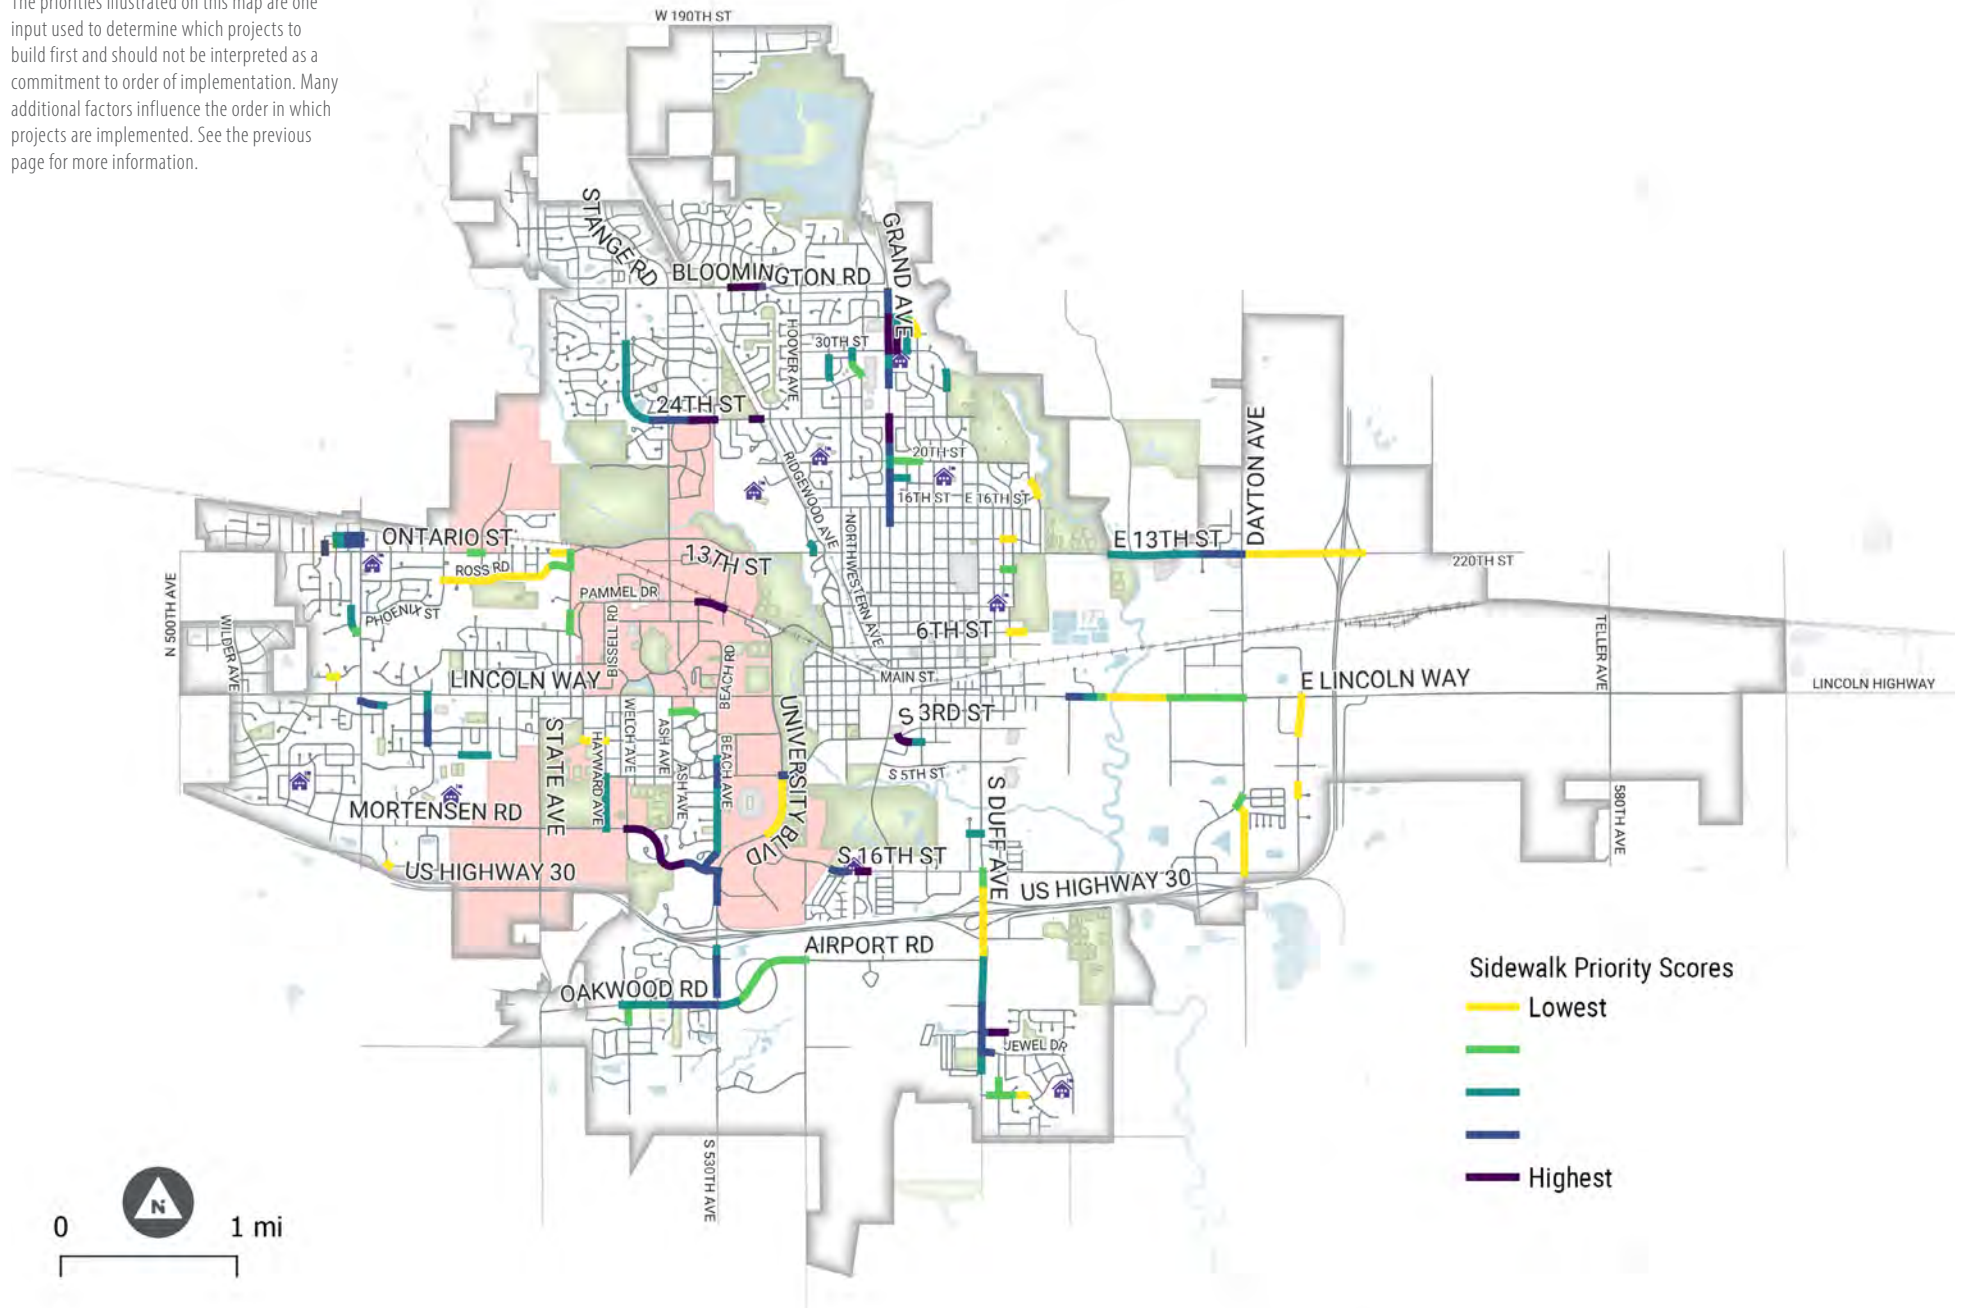 The priorities illustrated on this map are one
input used to determine which projects to
build first and should not be interpreted as a
commitment to order of implementation. Many
additional factors influence the order in which
projects are implemented. See the previous
page for more information.
W 190TH ST
STANGE RD
GRAND AVE
BLOOMINGTON RD
HOOVER AVE
30TH ST
24TH ST
DAYTON AVE
20TH ST
RIDGEWOOD AVE
16TH ST
E 16TH ST
NORTHWESTERN AVE
ONTARIO ST
13TH ST
E 13TH ST
220TH ST
ROSS RD
N 500TH AVE
PAMMEL DR
PHOENIX ST
BISSELL RD
WILDER AVE
6TH ST
TELLER AVE
BEACH RD
MAIN ST
LINCOLN WAY
E LINCOLN WAY
LINCOLN HIGHWAY
S 3RD ST
UNIVERSITY BLVD
WELCH AVE
ASH AVE
STATE AVE
HAYWARD AVE
BEACH AVE
ASH AVE
S 5TH ST
S DUFF AVE
580TH AVE
MORTENSEN RD
S 16TH ST
US HIGHWAY 30
US HIGHWAY 30
AIRPORT RD
OAKWOOD RD
JEWEL DR
S 530TH AVE
Sidewalk Priority Scores
Lowest
Highest
N
0 1 mi